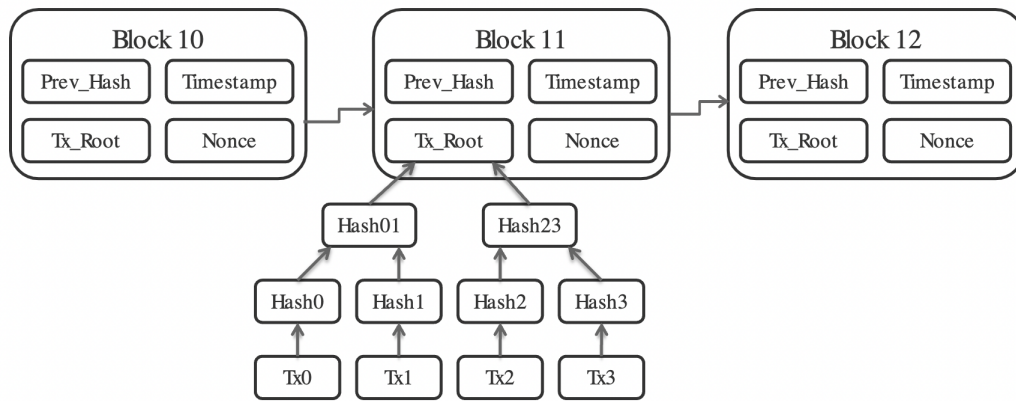 Block 10
Block 11
Block 12
Prev_Hash
Timestamp
Prev_Hash
Timestamp
Prev_Hash
Timestamp
Tx_Root
Nonce
Tx_Root
Nonce
Tx_Root
Nonce
Hash01
Hash23
Hash0
Hash1
Hash2
Hash3
Tx0
Tx1
Tx2
Tx3